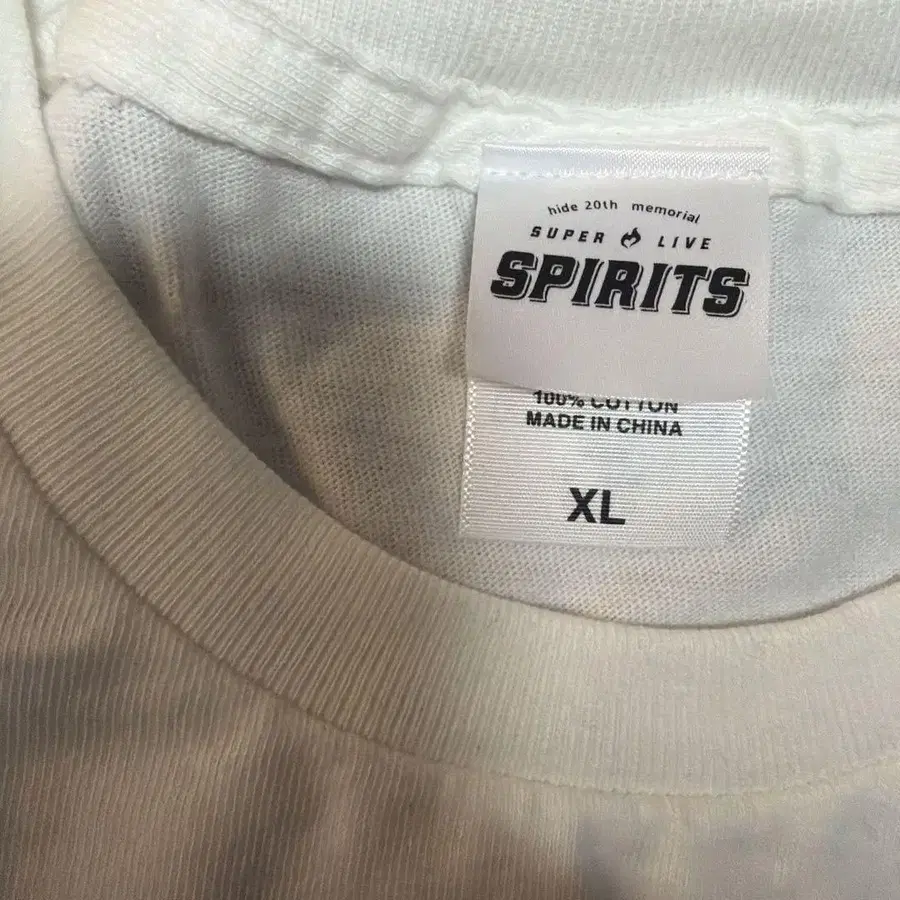 hide 20th memorial
SUPER LIVE
SPIRITS
100% COTTON
MADE IN CHINA
XL